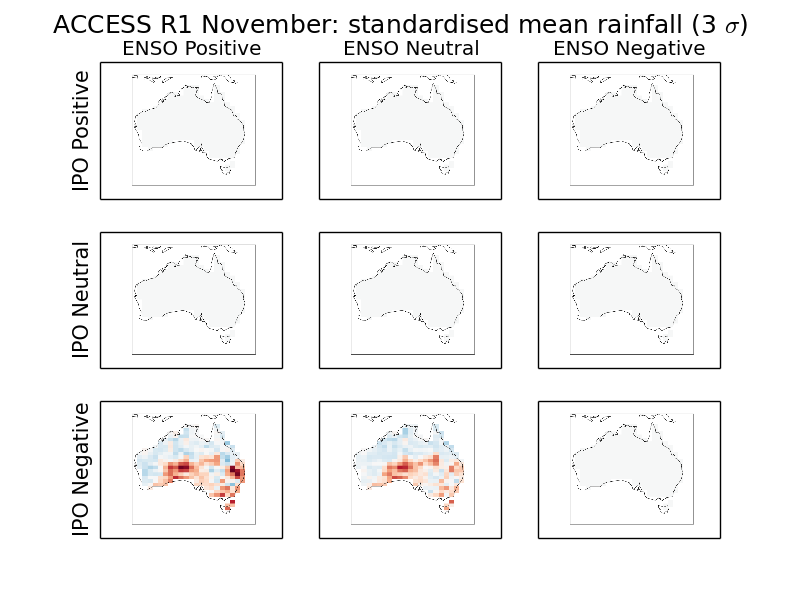 ACCESS R1 November: standardised mean rainfall (3 σ)
ENSO Positive
ENSO Neutral
ENSO Negative
IPO Positive
IPO Neutral
IPO Negative